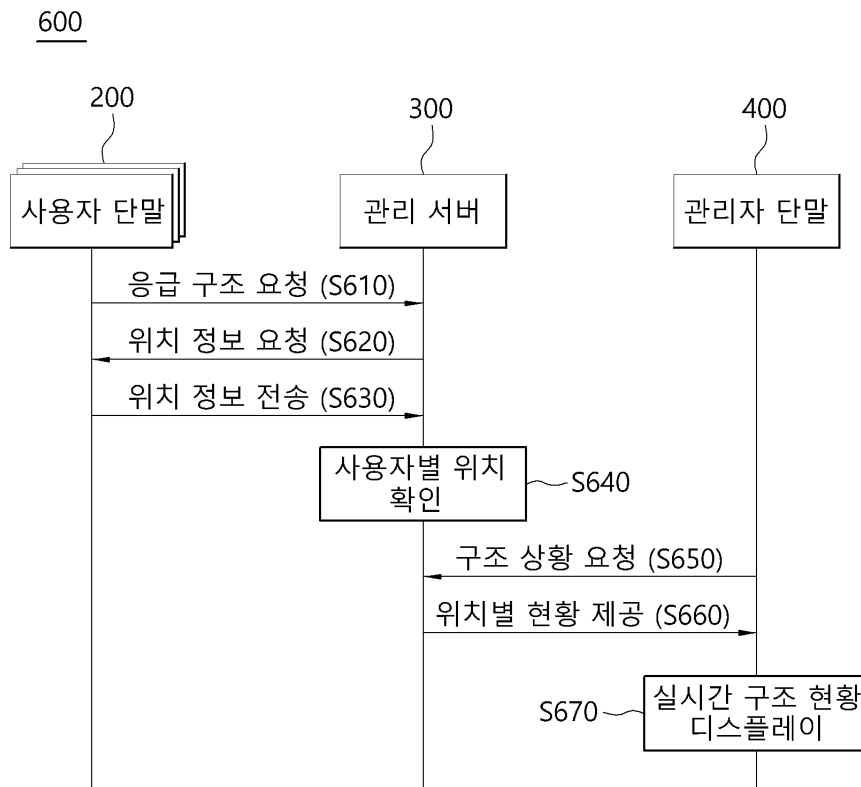 600
200
300
400
사용자 단말
관리 서버
관리자 단말
응급 구조 요청 (S610)
위치 정보 요청 (S620)
위치 정보 전송 (S630)
사용자별 위치
확인
S640
구조 상황 요청 (S650)
위치별 현황 제공 (S660)
S670
실시간 구조 현황
디스플레이